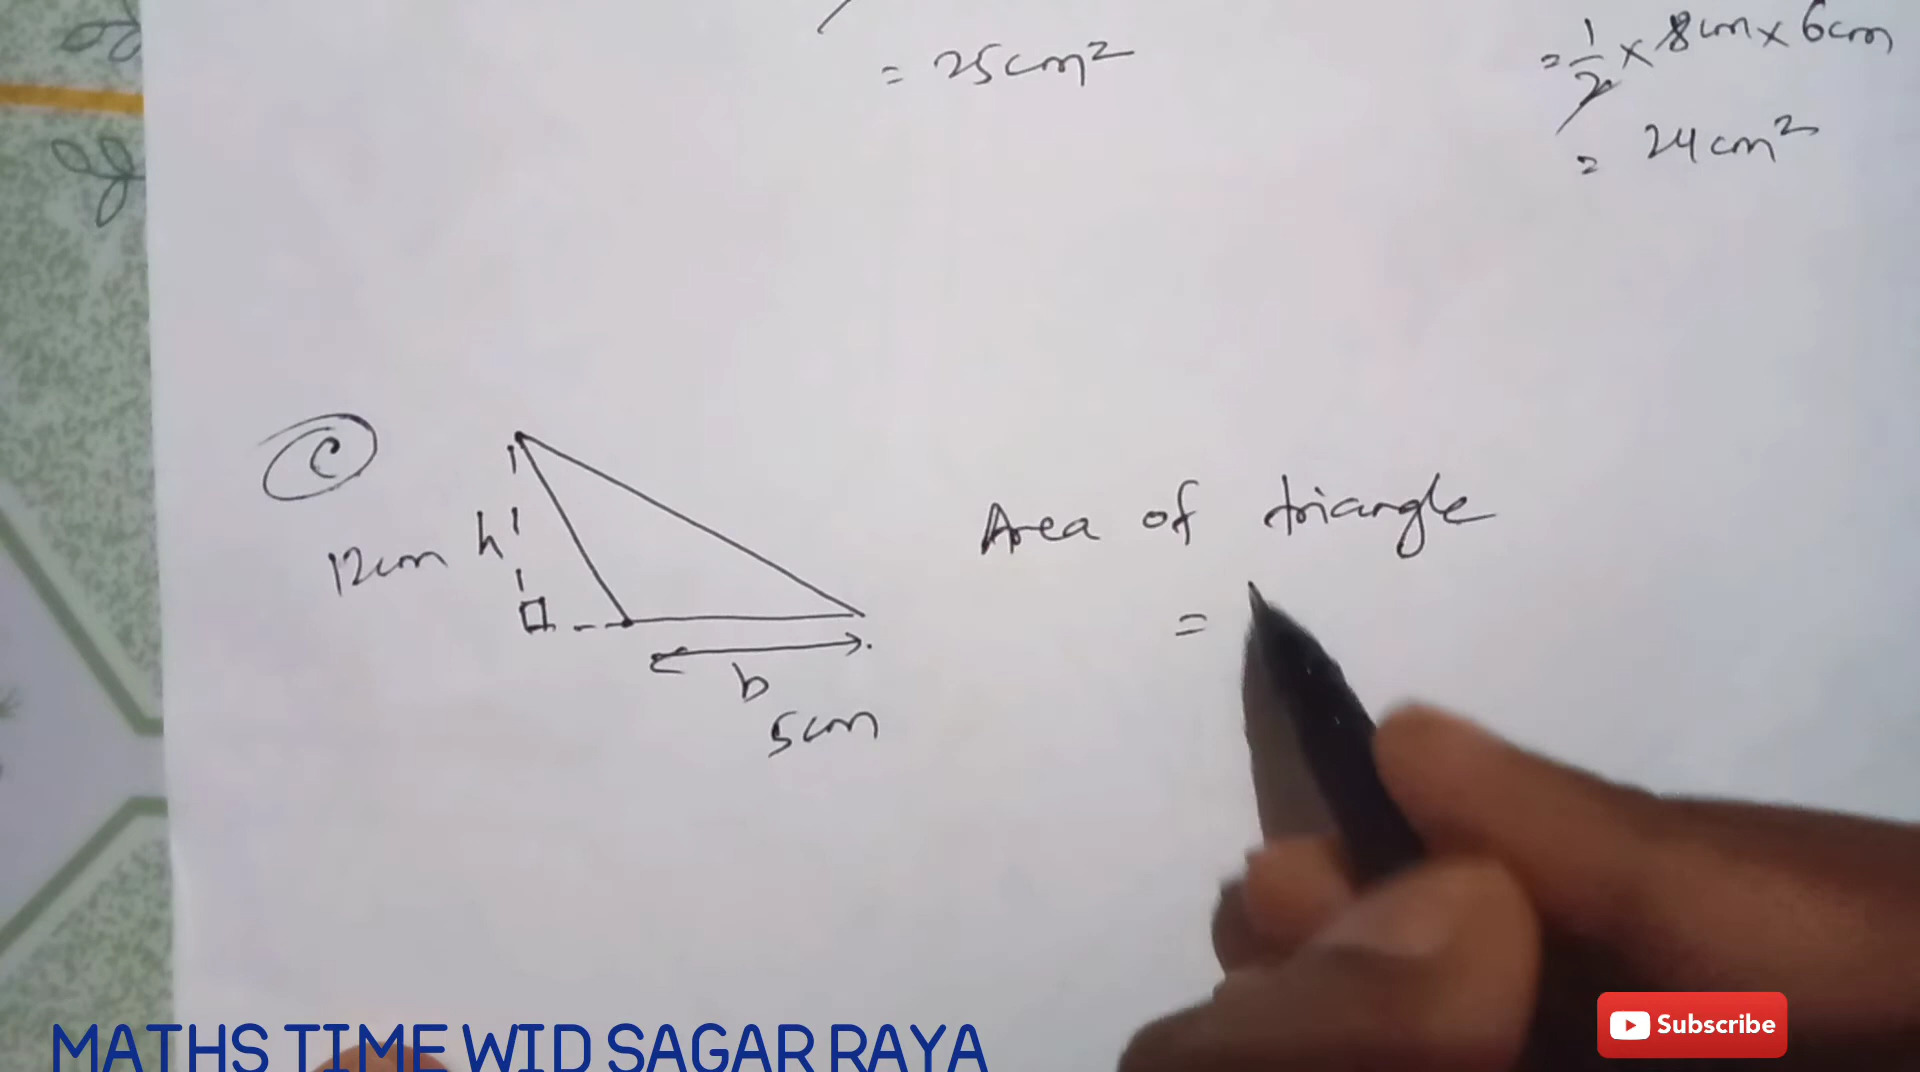 = 25cm²
= 1/2 × 8cm × 6cm
= 24cm²
C
12cm h
b
5cm
Area of triangle
=
MATHS TIME WID SAGAR RAYA
Subscribe